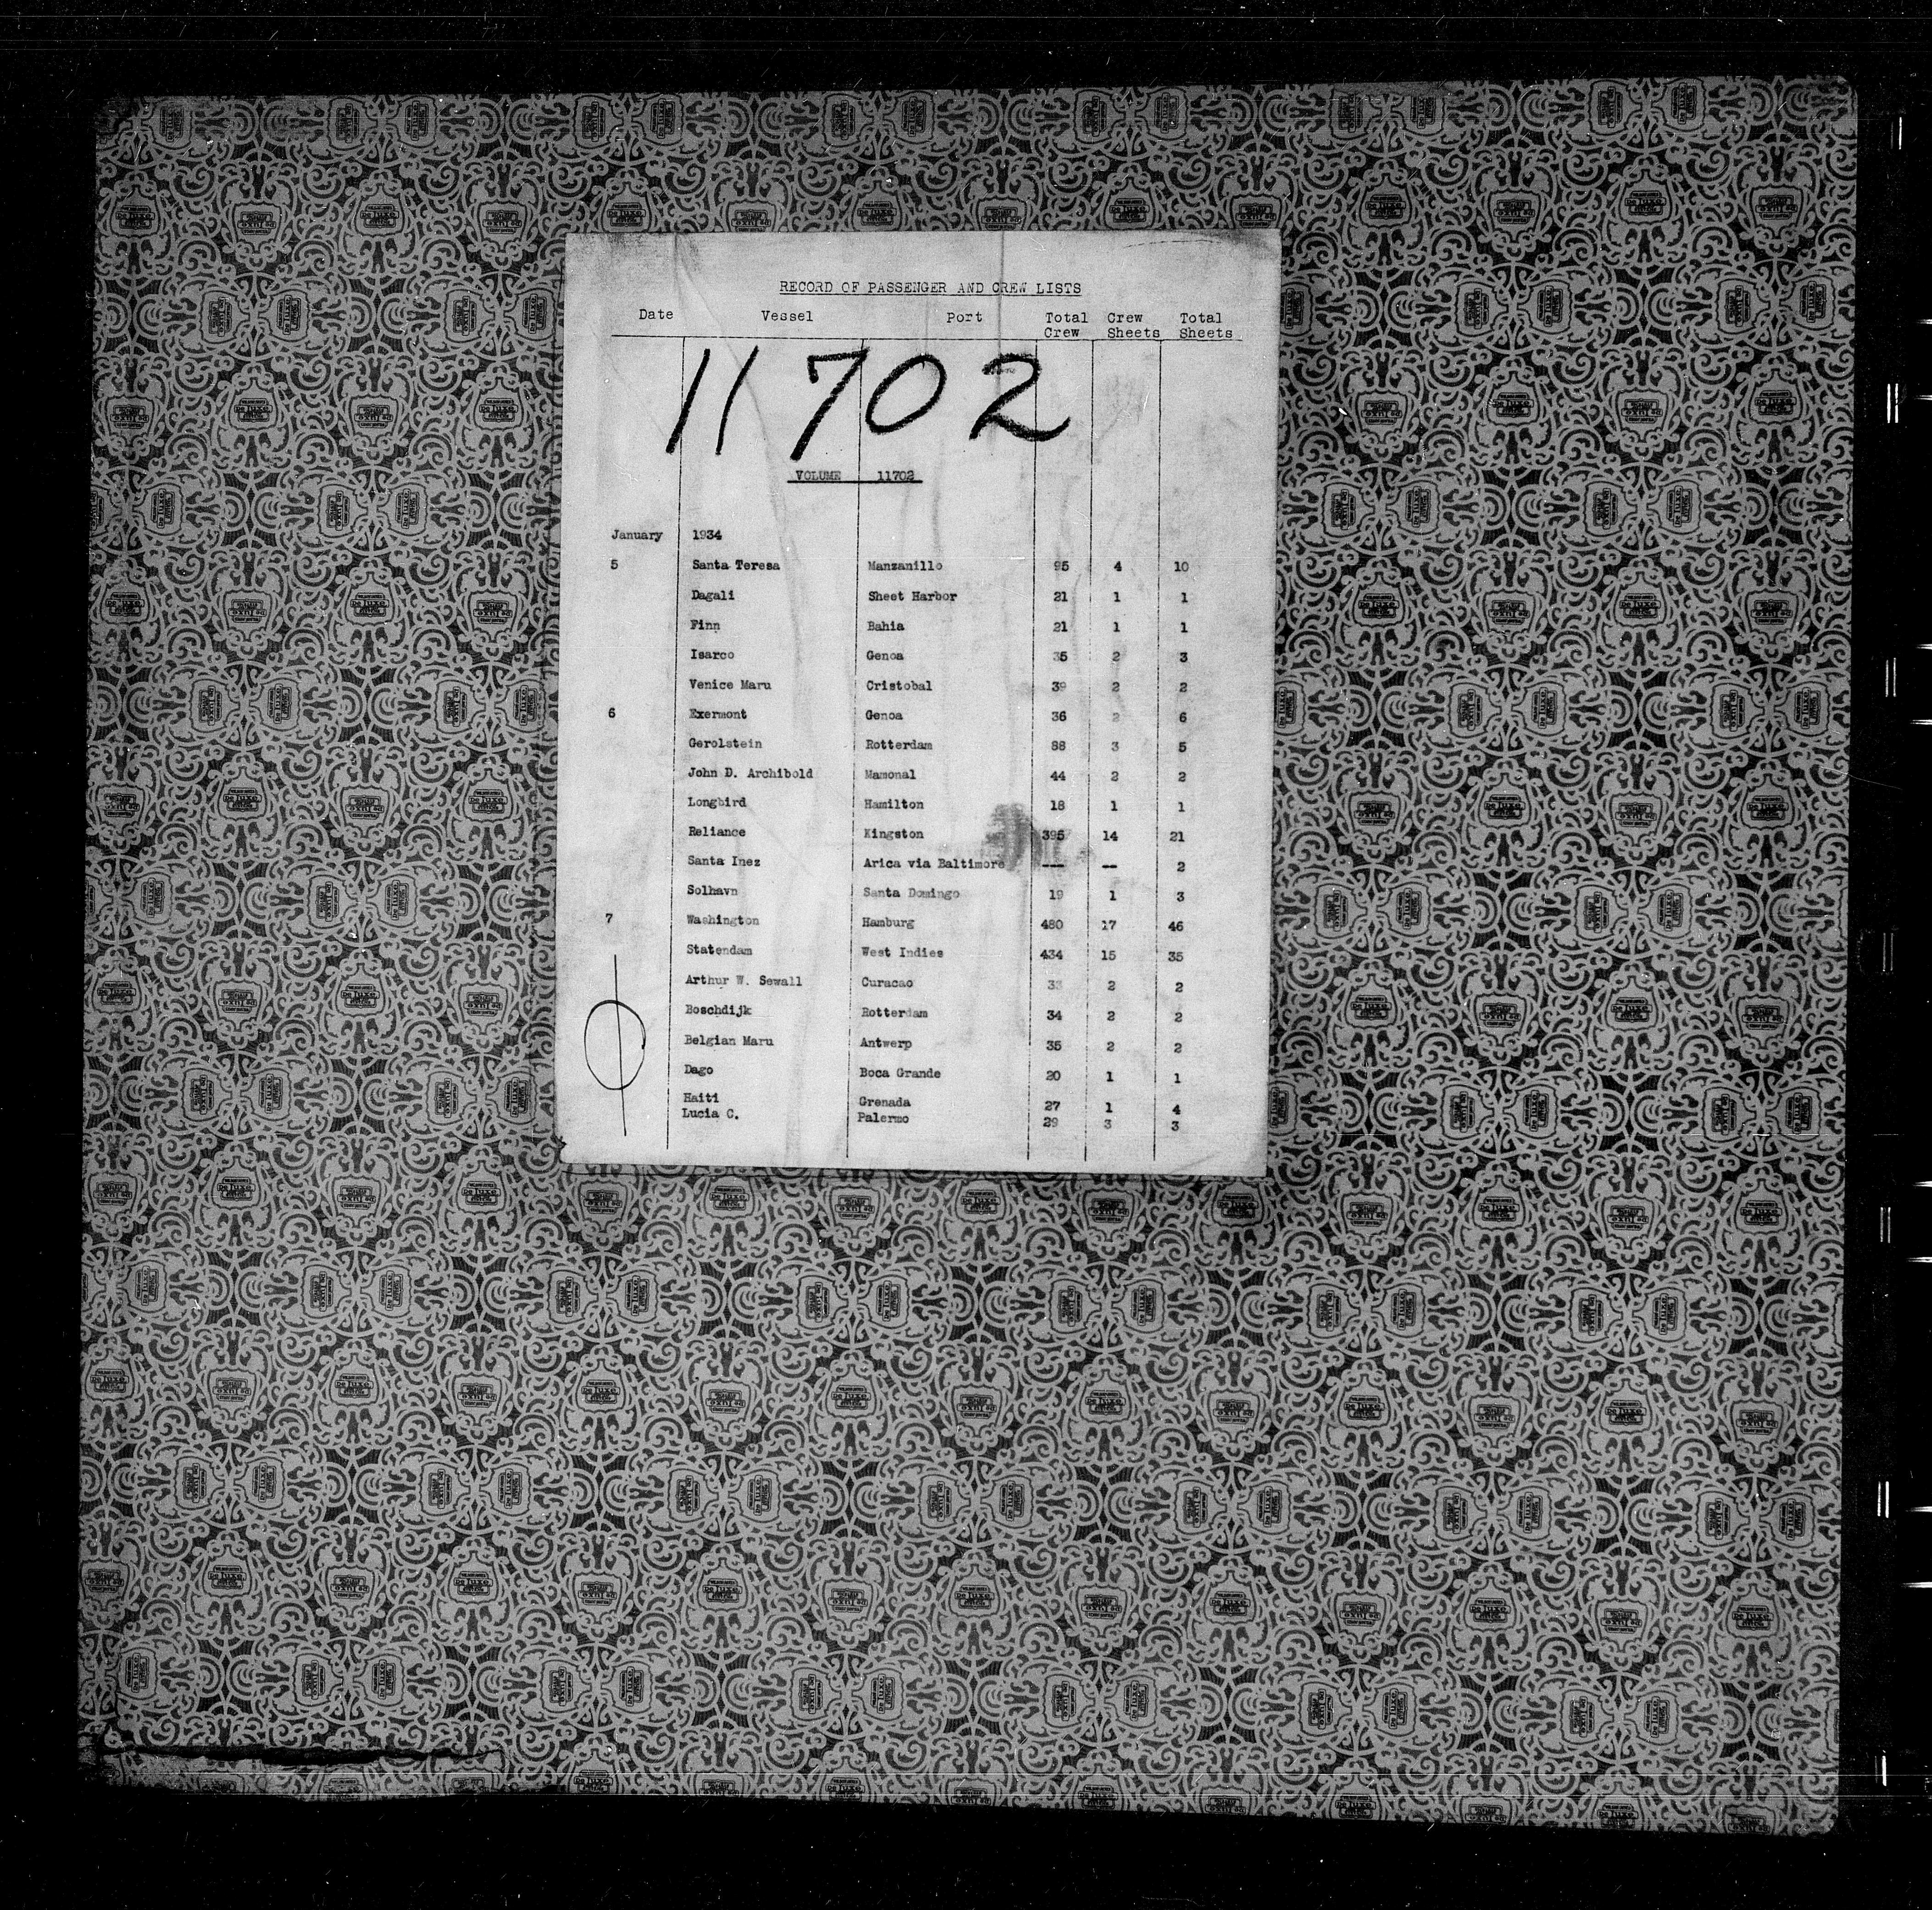 RECORD OF PASSENGER AND CREW LISTS
Date Vessel Port Total Crew Total
Crew Sheets Sheets
11702
VOLUME 11702
January 1934
5 Santa Teresa Manzanillo 95 4 10
Dagali Sheet Harbor 21 1 1
Finn Bahia 21 1 1
Isarco Genoa 35 2 3
Venice Maru Cristobal 39 2 2
6 Exermont Genoa 36 2 6
Gerolstein Rotterdam 88 3 5
John D. Archibold Mamonal 44 2 2
Longbird Hamilton 18 1 1
Reliance Kingston 395 14 21
Santa Inez Arica via Baltimore --- -- 2
Solhavn Santa Domingo 19 1 3
7 Washington Hamburg 480 17 46
Statendam West Indies 434 15 35
Arthur W. Sewall Curacao 33 2 2
Boschdijk Rotterdam 34 2 2
Belgian Maru Antwerp 35 2 2
Dago Boca Grande 20 1 1
Haiti Grenada 27 1 4
Lucia C. Palermo 29 3 3